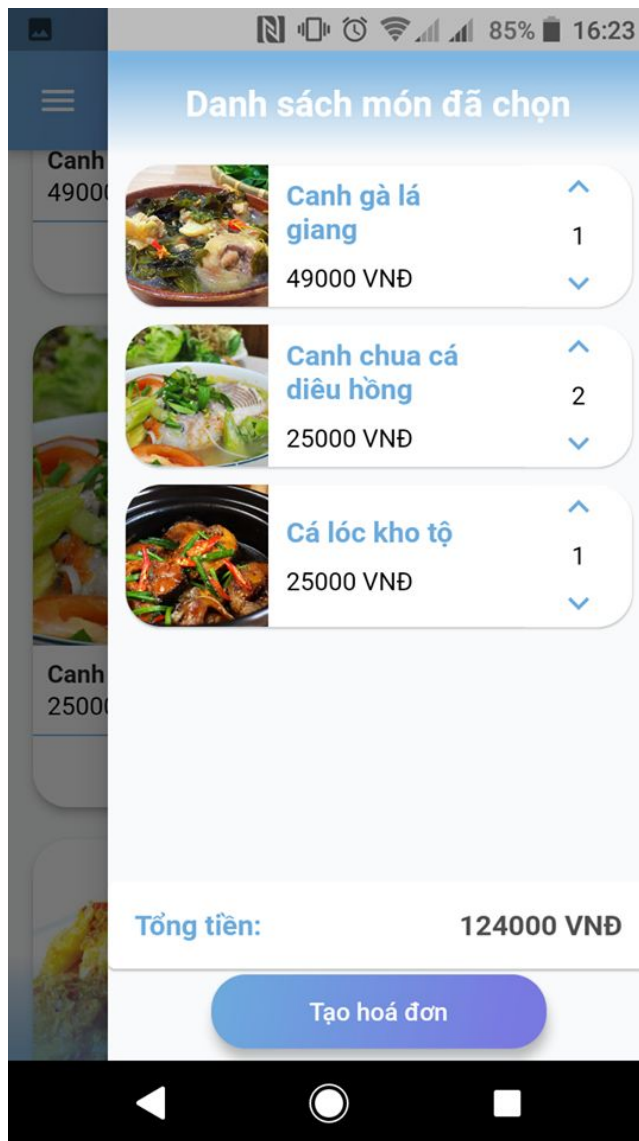 85% 16:23
Danh sách món đã chọn
Canh
4900
Canh gà lá
giang
49000 VNĐ
1
Canh chua cá
diêu hồng
25000 VNĐ
2
Cá lóc kho tộ
25000 VNĐ
1
Canh
2500
Tổng tiền: 124000 VNĐ
Tạo hoá đơn